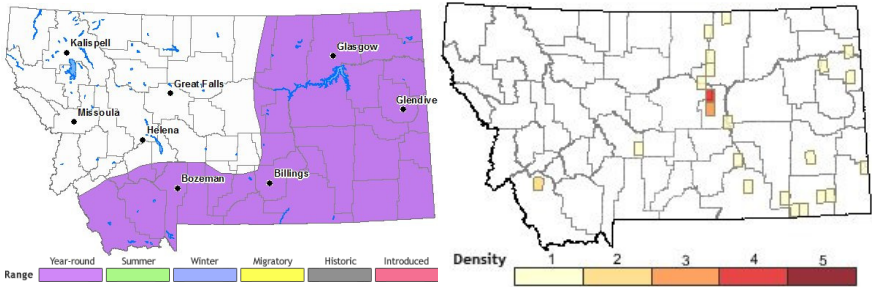 Kalispell
Glasgow
Great Falls
Glendive
Missoula
Helena
Bozeman
Billings
Range Year-round Summer Winter Migratory Historic Introduced
Density 1 2 3 4 5